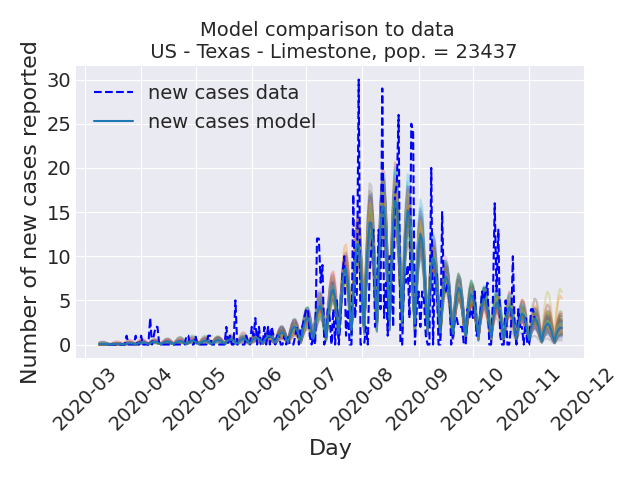 Model comparison to data
US - Texas - Limestone, pop. = 23437
Number of new cases reported
30
25
20
15
10
5
0
new cases data
new cases model
2020-03
2020-04
2020-05
2020-06
2020-07
2020-08
2020-09
2020-10
2020-11
2020-12
Day